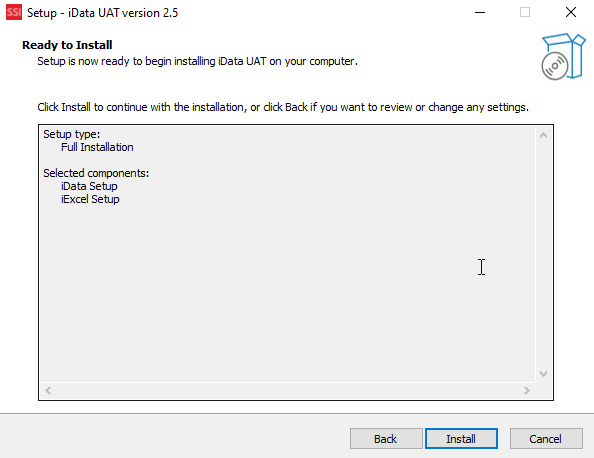 SSI Setup - iData UAT version 2.5
Ready to Install
Setup is now ready to begin installing iData UAT on your computer.
Click Install to continue with the installation, or click Back if you want to review or change any settings.
Setup type:
Full Installation
Selected components:
iData Setup
iExcel Setup
Back Install Cancel